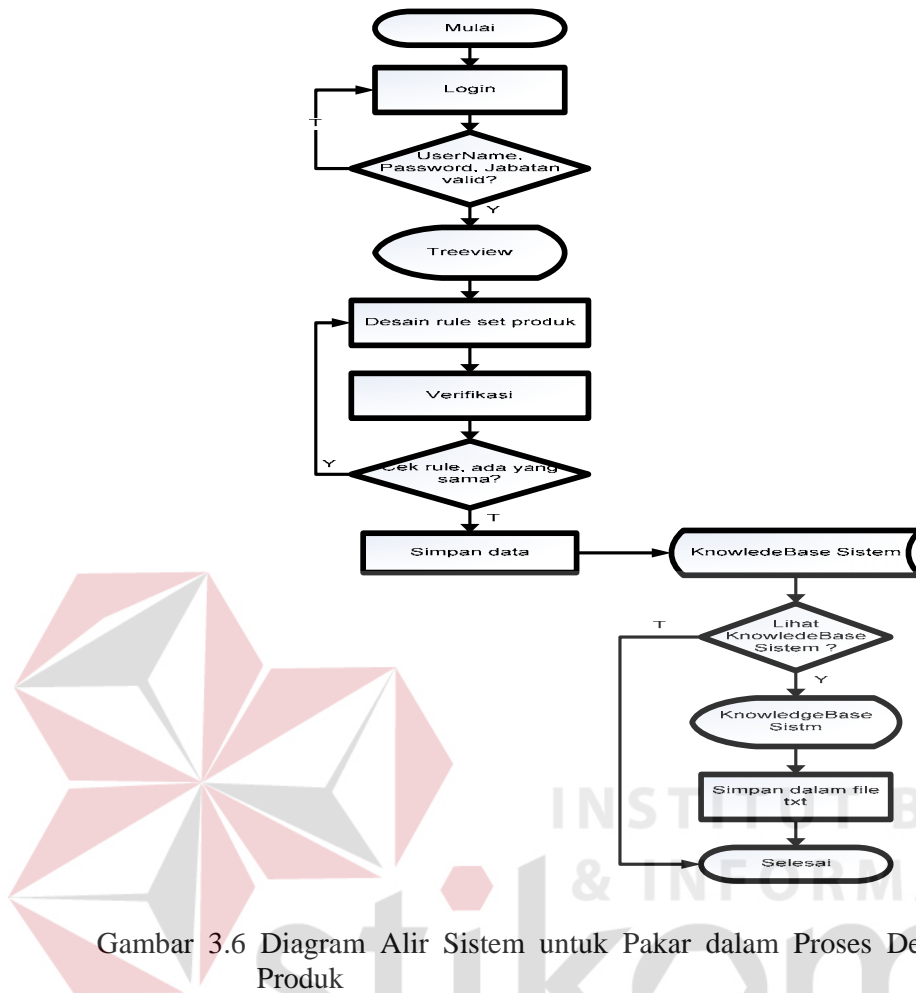 Mulai
Login
T
UserName,
Password, Jabatan
valid?
Y
Treeview
Desain rule set produk
Verifikasi
Y
Cek rule, ada yang
sama?
T
Simpan data
KnowledeBase Sistem
T
Lihat
KnowledeBase
Sistem ?
Y
KnowledgeBase
Sistm
Simpan dalam file
txt
Selesai
INSTITUT B
& INFORMA
stikom
Gambar 3.6 Diagram Alir Sistem untuk Pakar dalam Proses De
Produk